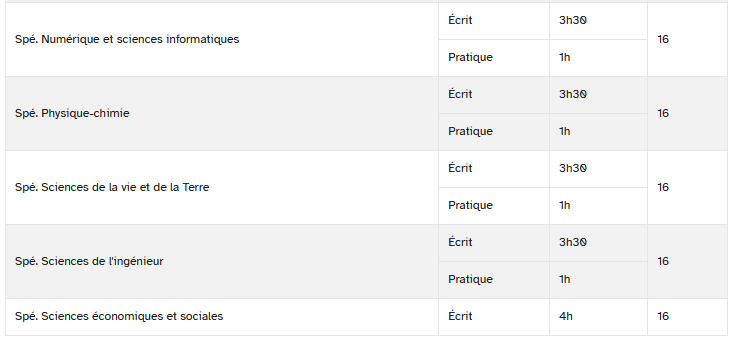 Écrit 3h30
Spé. Numérique et sciences informatiques 16
Pratique 1h
Écrit 3h30
Spé. Physique-chimie 16
Pratique 1h
Écrit 3h30
Spé. Sciences de la vie et de la Terre 16
Pratique 1h
Écrit 3h30
Spé. Sciences de l'ingénieur 16
Pratique 1h
Spé. Sciences économiques et sociales Écrit 4h 16